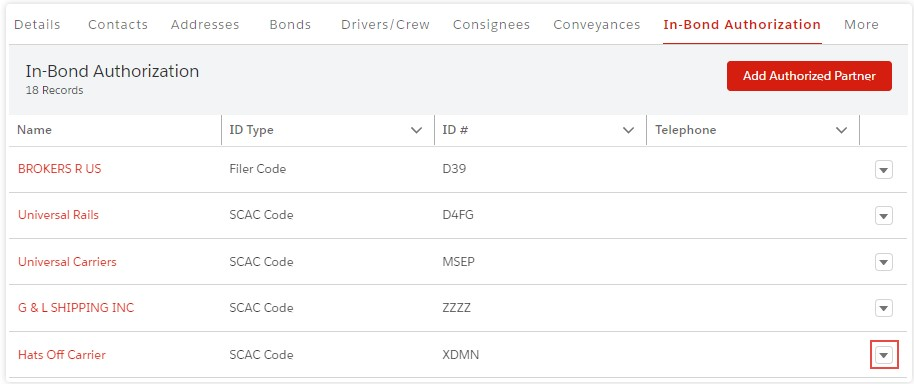 Details Contacts Addresses Bonds Drivers/Crew Consignees Conveyances In-Bond Authorization More
In-Bond Authorization
18 Records
Add Authorized Partner
Name ID Type ID # Telephone
BROKERS R US Filer Code D39
Universal Rails SCAC Code D4FG
Universal Carriers SCAC Code MSEP
G & L SHIPPING INC SCAC Code ZZZZ
Hats Off Carrier SCAC Code XDMN